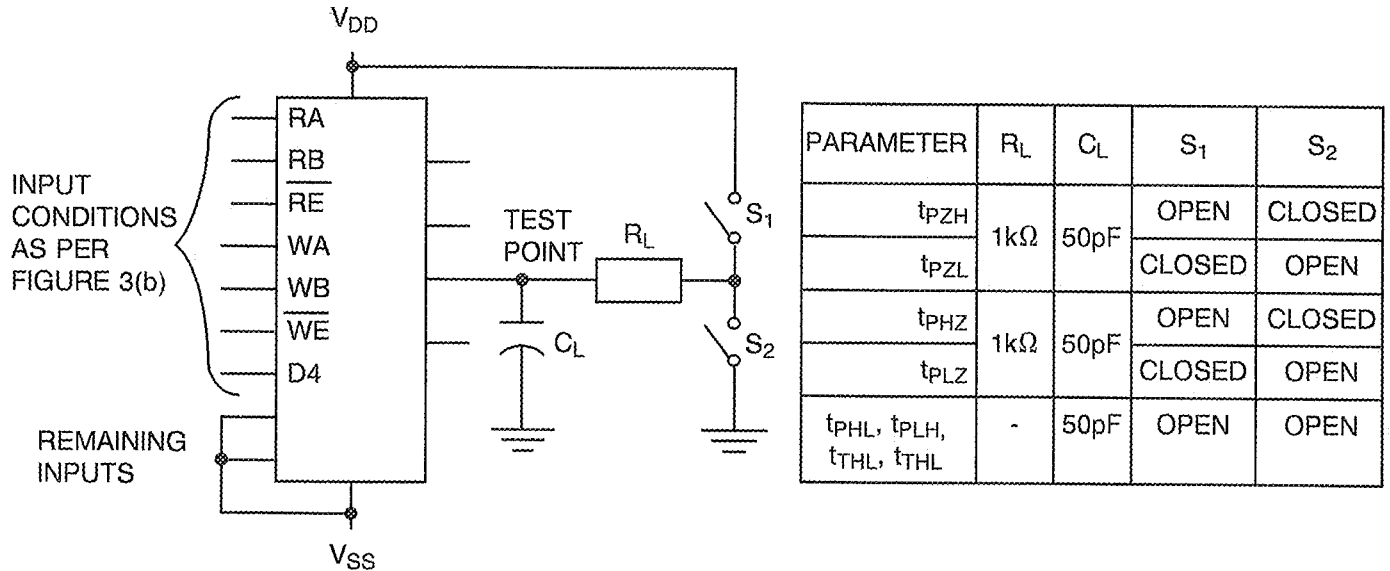 VDD
RA
RB
RE
WA
WB
WE
D4
INPUT
CONDITIONS
AS PER
FIGURE 3(b)
REMAINING
INPUTS
VSS
TEST
POINT
RL
CL
S1
S2
PARAMETER RL CL S1 S2
tPZH 1kΩ 50pF OPEN CLOSED
tPZL CLOSED OPEN
tPHZ 1kΩ 50pF OPEN CLOSED
tPLZ CLOSED OPEN
tPHL, tPLH, - 50pF OPEN OPEN
tTHL, tTHL